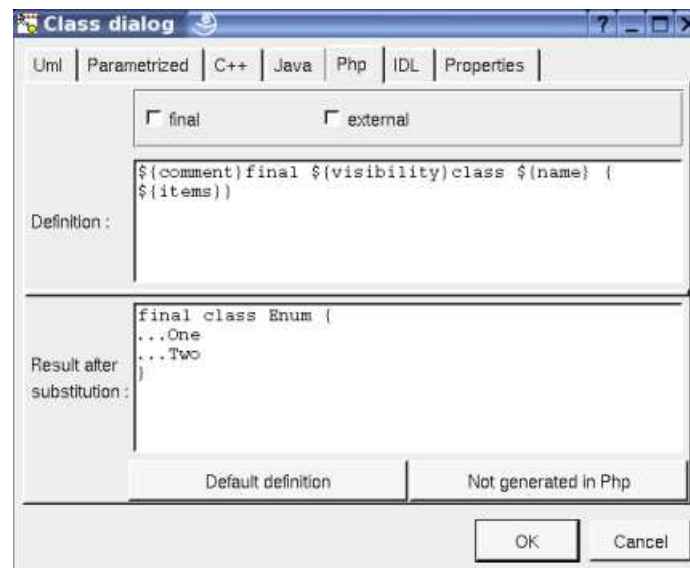 Class dialog
?
Uml Parametrized C++ Java Php IDL Properties
final external
Definition :
${comment}final ${visibility}class ${name} {
${items}}
Result after
substitution :
final class Enum {
...One
...Two
}
Default definition Not generated in Php
OK Cancel